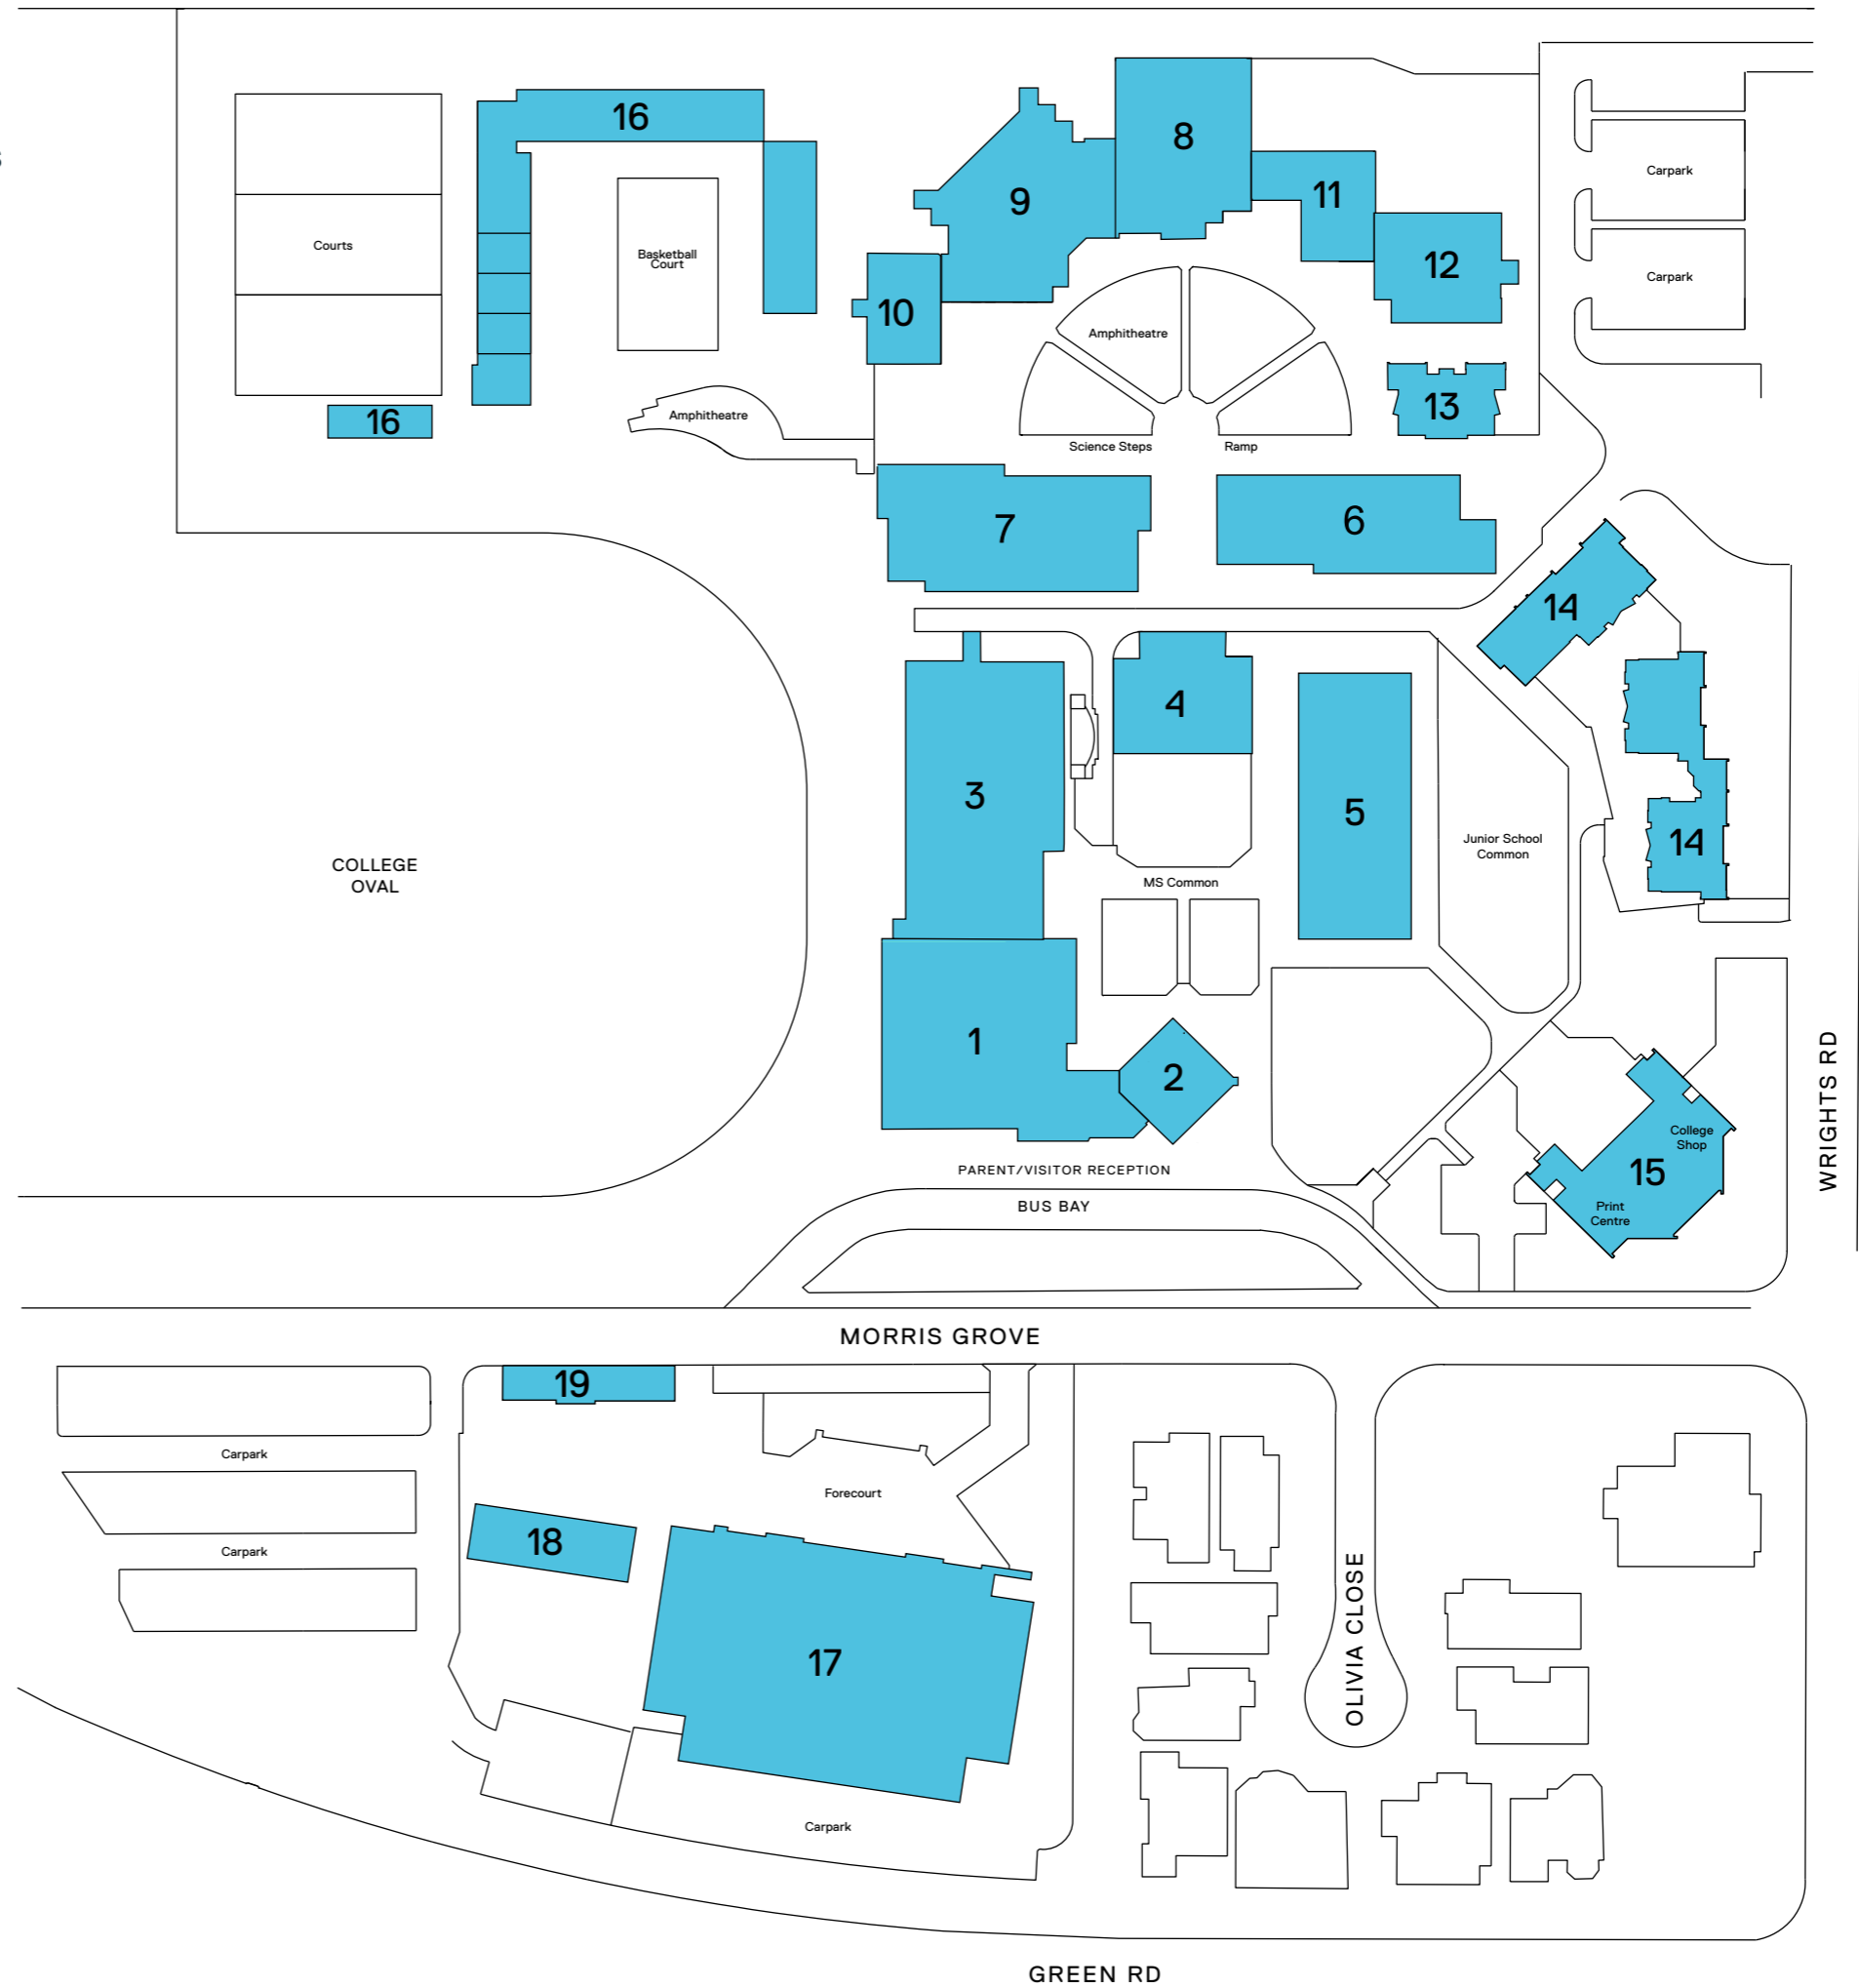 16
8
Carpark
11
9
Courts
Basketball
Court
12
Carpark
10
Amphitheatre
13
Amphitheatre
16
Science Steps
Ramp
7
6
14
4
3
5
Junior School
Common
14
COLLEGE
OVAL
MS Common
1
2
WRIGHTS RD
College
Shop
15
Print
Centre
PARENT/VISITOR RECEPTION
BUS BAY
MORRIS GROVE
19
Carpark
Forecourt
18
Carpark
OLIVIA CLOSE
17
Carpark
GREEN RD